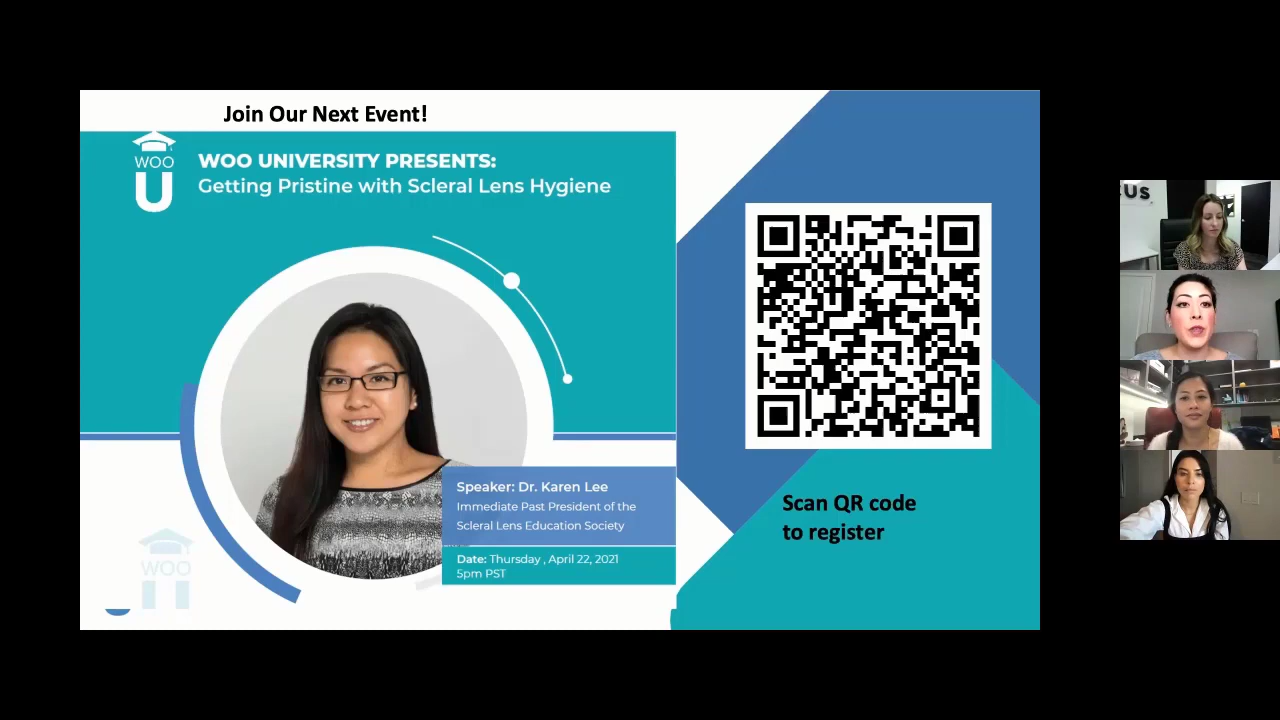 Join Our Next Event!
WOO
U
WOO UNIVERSITY PRESENTS:
Getting Pristine with Scleral Lens Hygiene
Speaker: Dr. Karen Lee
Immediate Past President of the
Scleral Lens Education Society
Date: Thursday , April 22, 2021
5pm PST
WOO
Scan QR code
to register
CUS